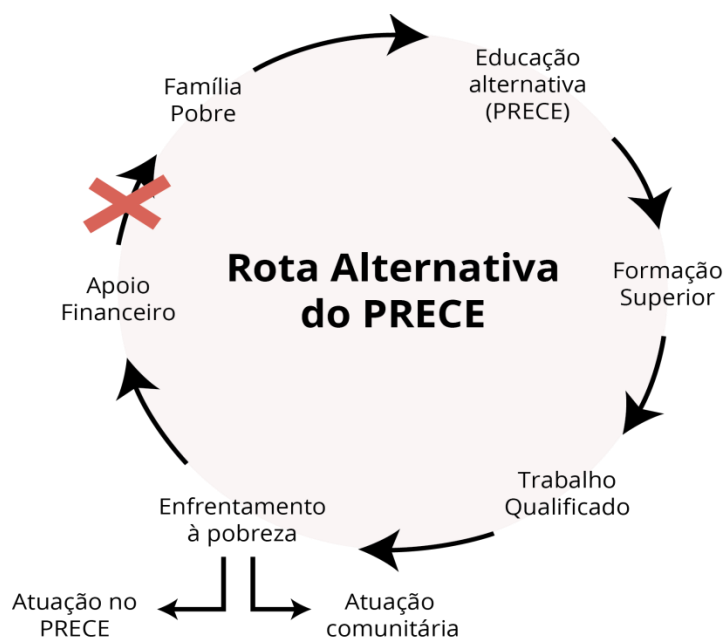 Família
Pobre
Educação
alternativa
(PRECE)
Formação
Superior
Trabalho
Qualificado
Enfrentamento
à pobreza
Atuação no
PRECE
Atuação
comunitária
Apoio
Financeiro
Rota Alternativa
do PRECE